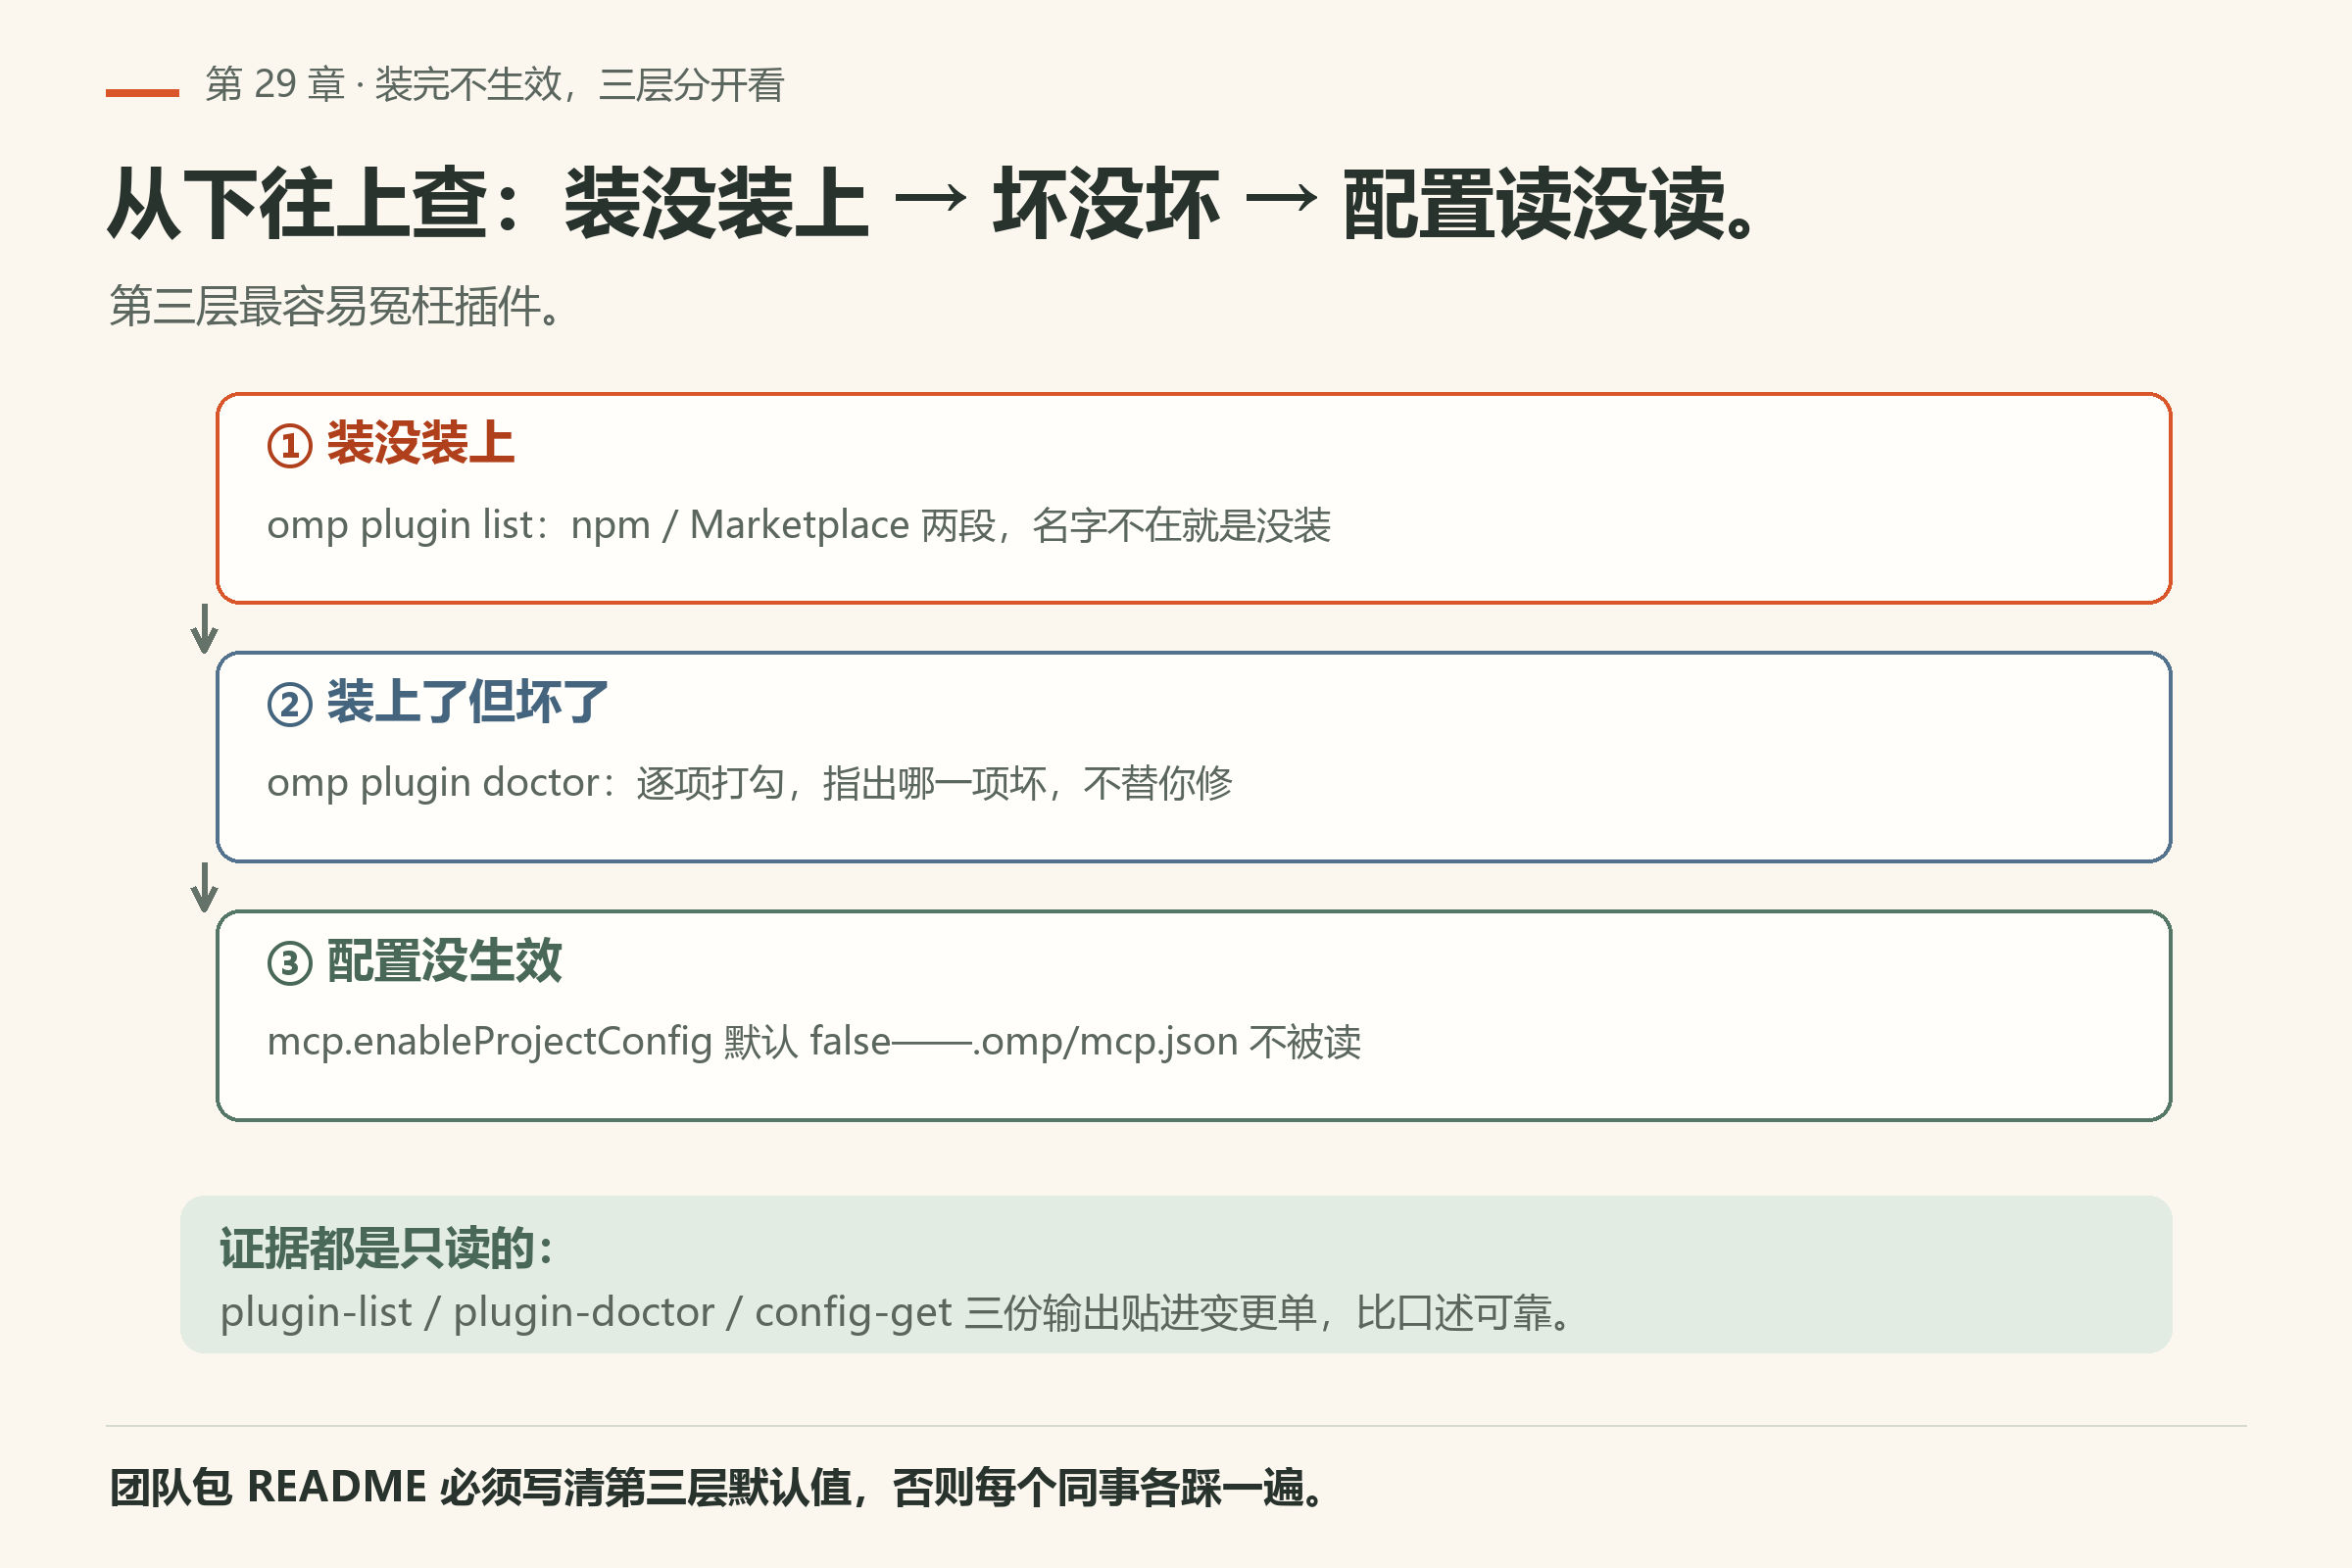 第 29 章 · 装完不生效，三层分开看
从下往上查：装没装上 → 坏没坏 → 配置读没读。
第三层最容易冤枉插件。
① 装没装上
omp plugin list：npm / Marketplace 两段，名字不在就是没装
② 装上了但坏了
omp plugin doctor：逐项打勾，指出哪一项坏，不替你修
③ 配置没生效
mcp.enableProjectConfig 默认 false——.omp/mcp.json 不被读
证据都是只读的：
plugin-list / plugin-doctor / config-get 三份输出贴进变更单，比口述可靠。
团队包 README 必须写清第三层默认值，否则每个同事各踩一遍。